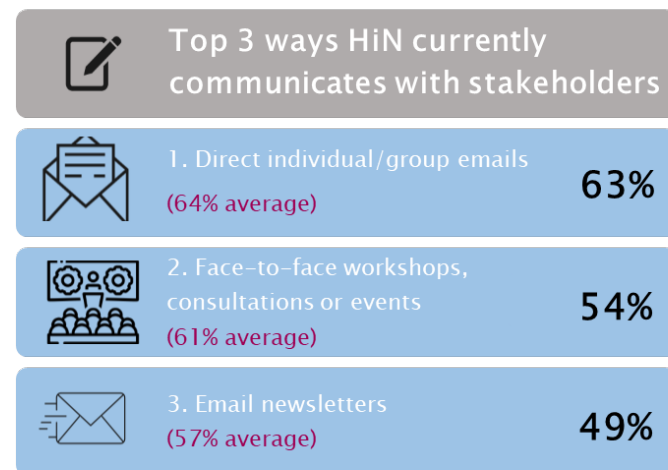 Top 3 ways HiN currently
communicates with stakeholders
1. Direct individual/group emails
(64% average)
63%
2. Face-to-face workshops,
consultations or events
(61% average)
54%
3. Email newsletters
(57% average)
49%